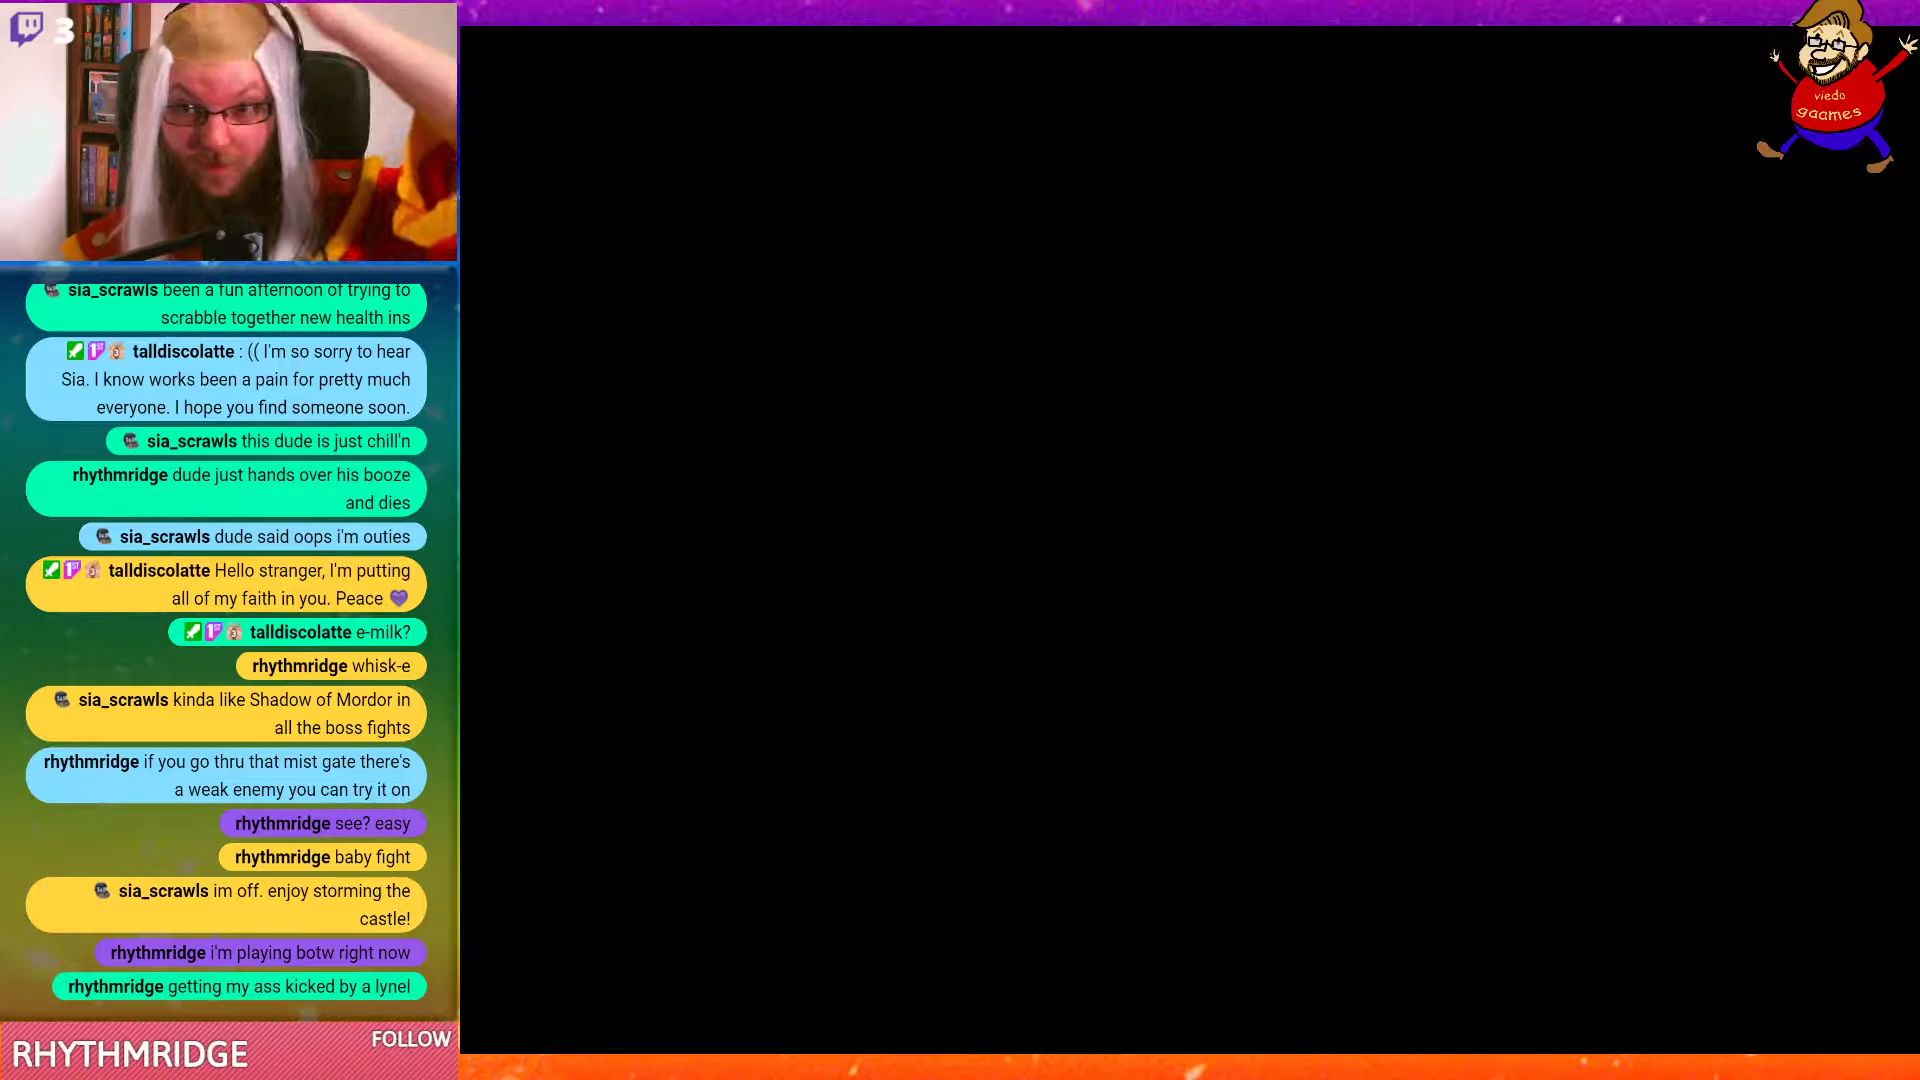 3
viedo
gaames
sia_scrawls been a fun afternoon of trying to
scrabble together new health ins
talldiscolatte : (( I'm so sorry to hear
Sia. I know works been a pain for pretty much
everyone. I hope you find someone soon.
sia_scrawls this dude is just chill'n
rhythmridge dude just hands over his booze
and dies
sia_scrawls dude said oops i'm outies
talldiscolatte Hello stranger, I'm putting
all of my faith in you. Peace 💜
talldiscolatte e-milk?
rhythmridge whisk-e
sia_scrawls kinda like Shadow of Mordor in
all the boss fights
rhythmridge if you go thru that mist gate there's
a weak enemy you can try it on
rhythmridge see? easy
rhythmridge baby fight
sia_scrawls im off. enjoy storming the
castle!
rhythmridge i'm playing botw right now
rhythmridge getting my ass kicked by a lynel
FOLLOW
RHYTHMRIDGE